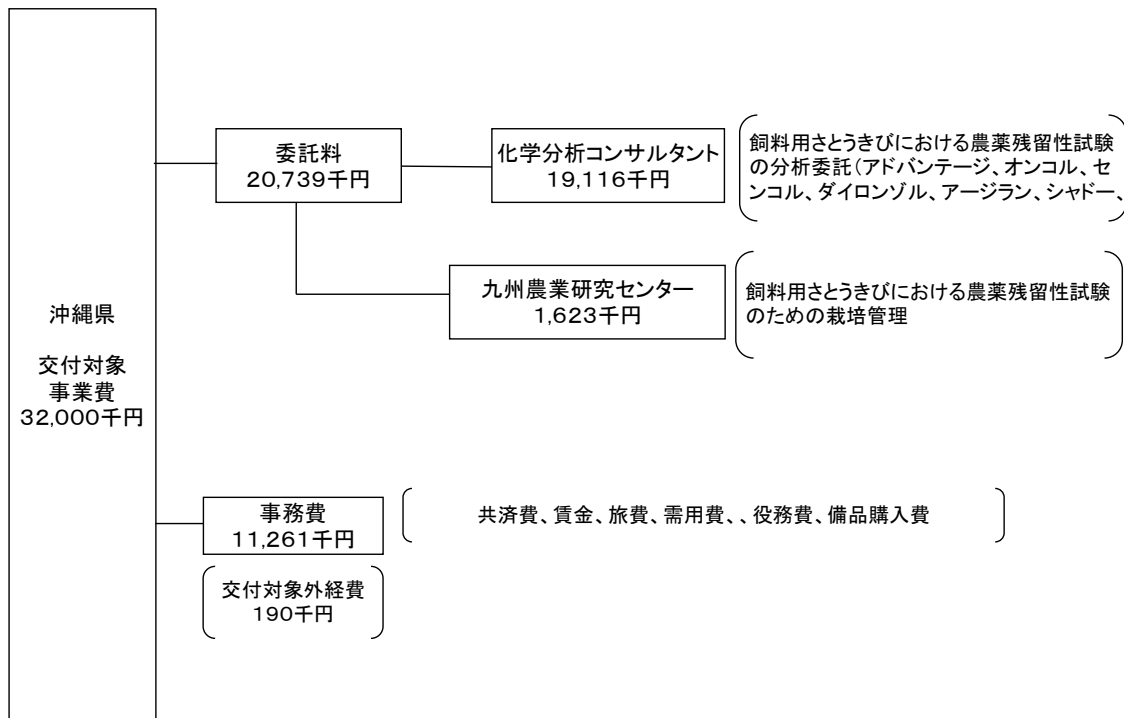 沖縄県
交付対象
事業費
32,000千円
委託料
20,739千円
化学分析コンサルタント
19,116千円
飼料用さとうきびにおける農薬残留性試験
の分析委託（アドバンテージ、オンコル、セ
ンコル、ダイロンゾル、アージラン、シャドー、
九州農業研究センター
1,623千円
飼料用さとうきびにおける農薬残留性試験
のための栽培管理
事務費
11,261千円
共済費、賃金、旅費、需用費、、役務費、備品購入費
交付対象外経費
190千円